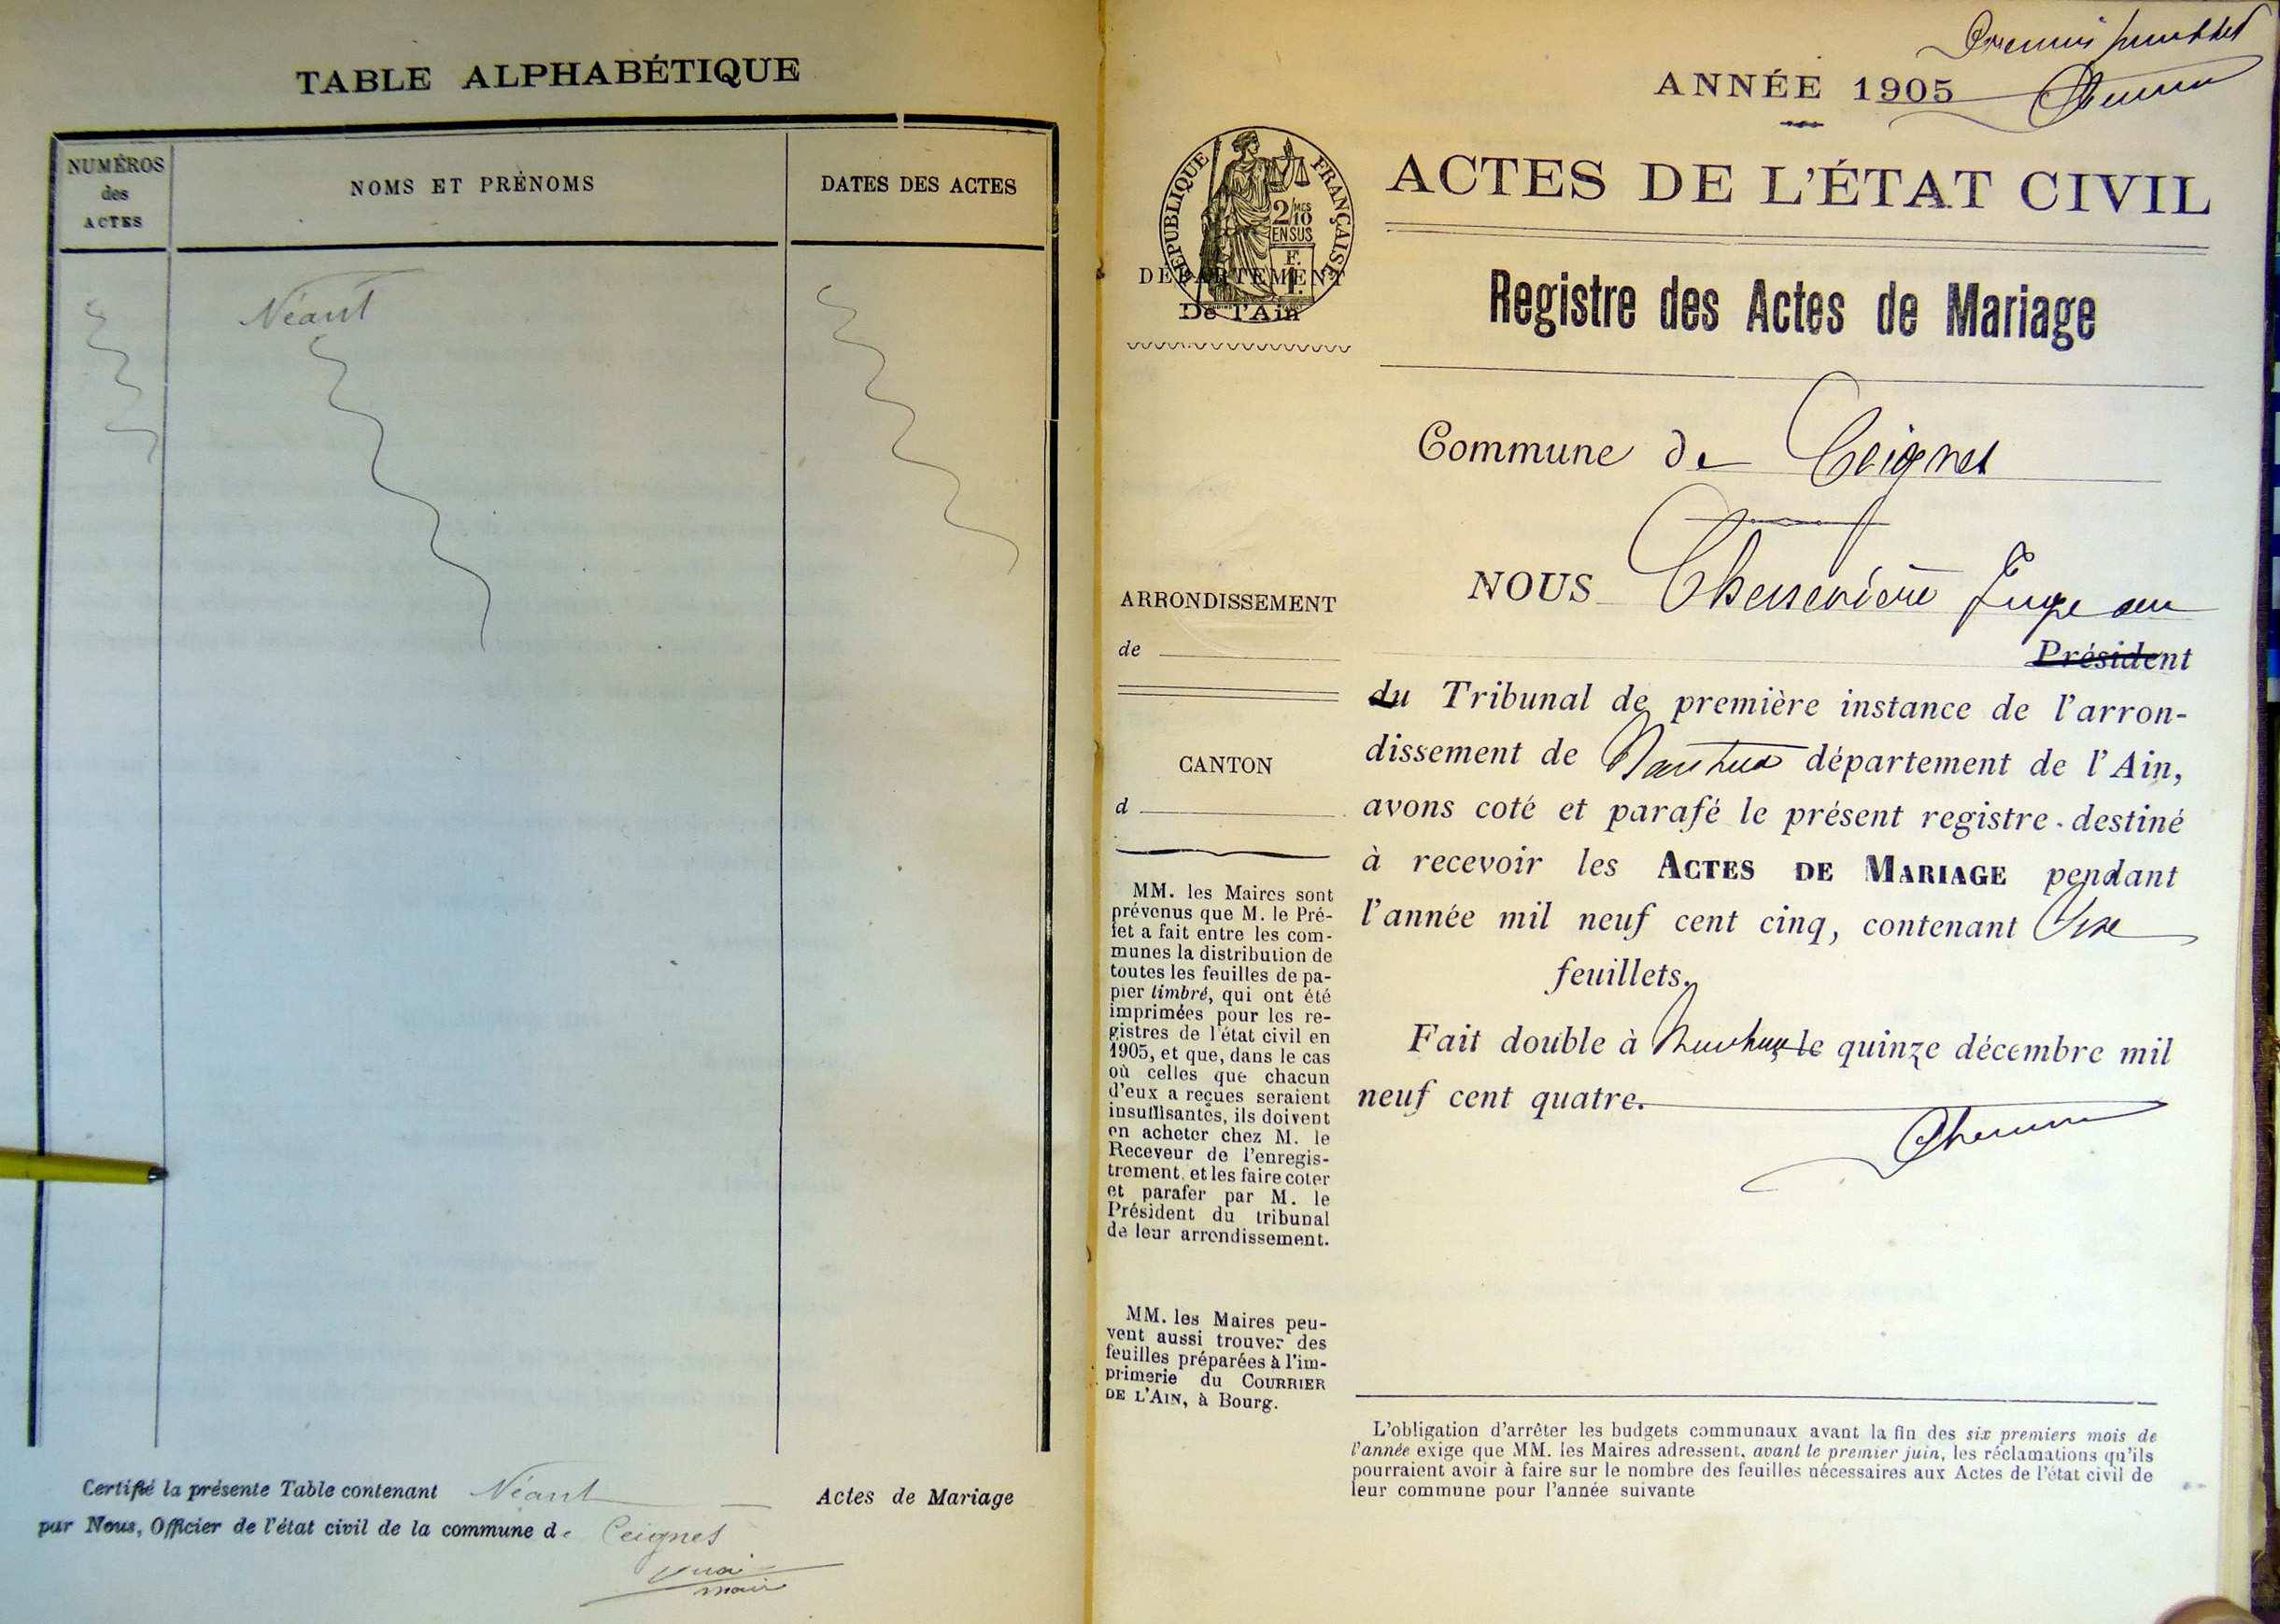 TABLE ALPHABÉTIQUE
NUMÉROS
des
ACTES
NOMS ET PRÉNOMS
DATES DES ACTES
Néant
Certifié la présente Table contenant Néant Actes de Mariage
par Nous, Officier de l'état civil de la commune de Ceignes
maire
Premier feuillet
ANNÉE 1905
RÉPUBLIQUE FRANÇAISE
2/10
MES
EN SUS
F.
1.
ACTES DE L'ÉTAT CIVIL
DÉPARTEMENT
De l'Ain
Registre des Actes de Mariage
Commune de Ceignes
ARRONDISSEMENT
de
CANTON
d
NOUS Chenevière Juge au
Président
du Tribunal de première instance de l'arron-
dissement de Nantua département de l'Ain,
avons coté et parafé le présent registre destiné
à recevoir les ACTES DE MARIAGE pendant
l'année mil neuf cent cinq, contenant
feuillets.
Fait double à Nantua, le quinze décembre mil
neuf cent quatre.
MM. les Maires sont
prévenus que M. le Pré-
fet a fait entre les com-
munes la distribution de
toutes les feuilles de pa-
pier timbré, qui ont été
imprimées pour les re-
gistres de l'état civil en
1905, et que, dans le cas
où celles que chacun
d'eux a reçues seraient
insuffisantes, ils doivent
en acheter chez M. le
Receveur de l'enregis-
trement, et les faire coter
et parafer par M. le
Président du tribunal
de leur arrondissement.
MM. les Maires peu-
vent aussi trouver des
feuilles préparées à l'im-
primerie du COURRIER
DE L'AIN, à Bourg.
L'obligation d'arrêter les budgets communaux avant la fin des six premiers mois de
l'année exige que MM. les Maires adressent, avant le premier juin, les réclamations qu'ils
pourraient avoir à faire sur le nombre des feuilles nécessaires aux Actes de l'état civil de
leur commune pour l'année suivante